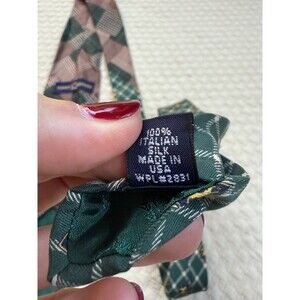 100%
ITALIAN
SILK
MADE IN
USA
WPL#2831